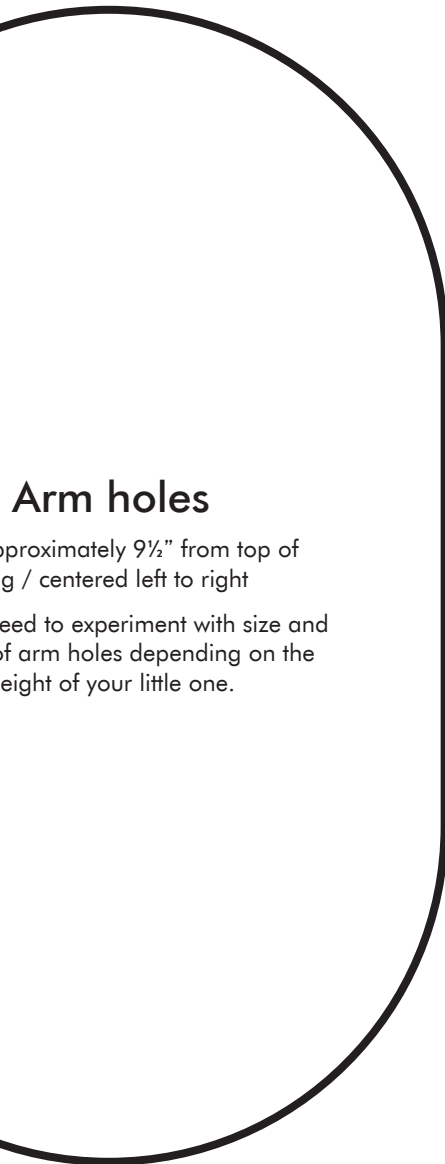 Arm holes
pproximately 9½” from top of
g / centered left to right
eed to experiment with size and
of arm holes depending on the
eight of your little one.